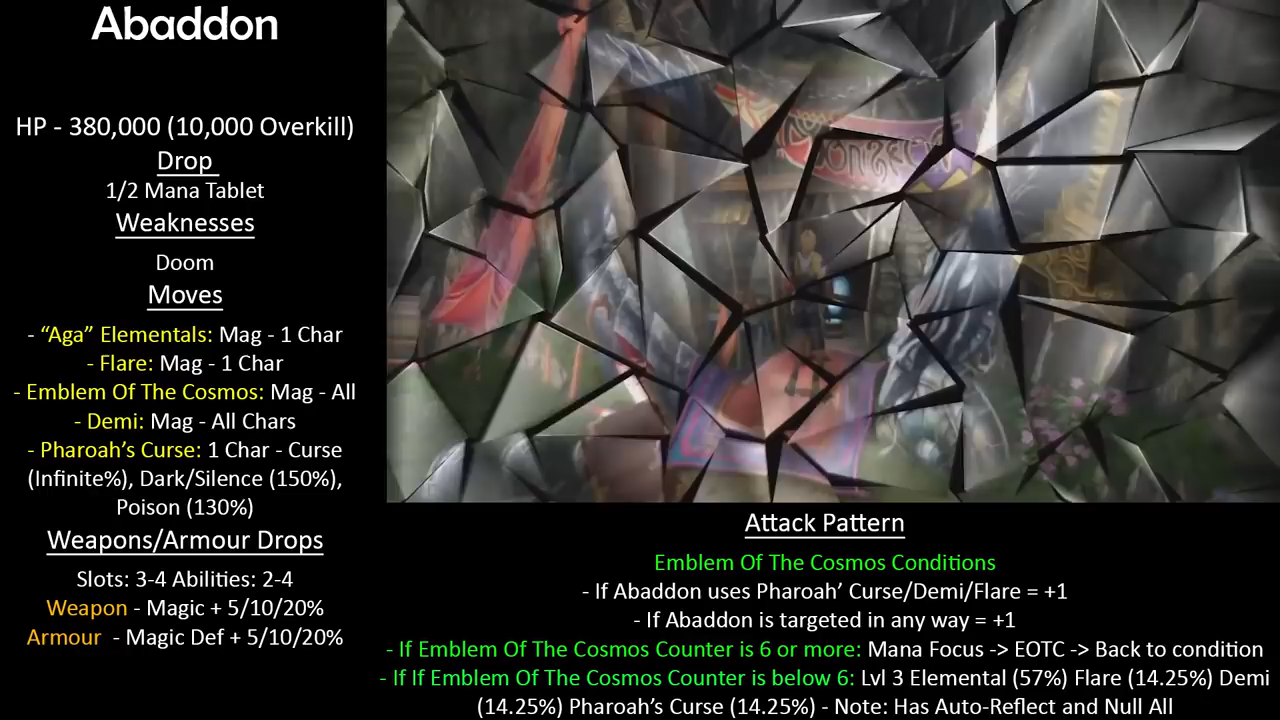 Abaddon
HP - 380,000 (10,000 Overkill)
Drop
1/2 Mana Tablet
Weaknesses
Doom
Moves
- “Aga” Elementals: Mag - 1 Char
- Flare: Mag - 1 Char
- Emblem Of The Cosmos: Mag - All
- Demi: Mag - All Chars
- Pharoah’s Curse: 1 Char - Curse
(Infinite%), Dark/Silence (150%),
Poison (130%)
Weapons/Armour Drops
Slots: 3-4 Abilities: 2-4
Weapon - Magic + 5/10/20%
Armour - Magic Def + 5/10/20%
Attack Pattern
Emblem Of The Cosmos Conditions
- If Abaddon uses Pharoah’ Curse/Demi/Flare = +1
- If Abaddon is targeted in any way = +1
- If Emblem Of The Cosmos Counter is 6 or more: Mana Focus -> EOTC -> Back to condition
- If If Emblem Of The Cosmos Counter is below 6: Lvl 3 Elemental (57%) Flare (14.25%) Demi
(14.25%) Pharoah’s Curse (14.25%) - Note: Has Auto-Reflect and Null All